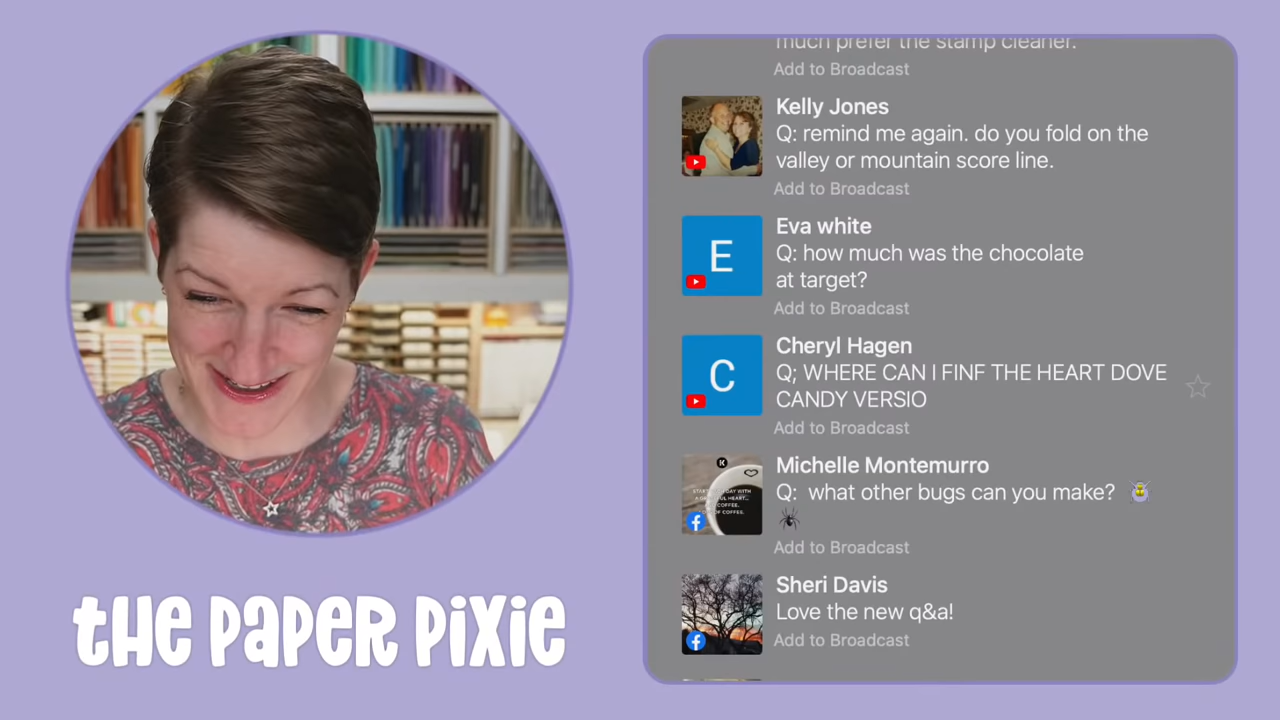 much prefer the stamp cleaner.
Add to Broadcast
Kelly Jones
Q: remind me again. do you fold on the
valley or mountain score line.
Add to Broadcast
Eva white
E
Q: how much was the chocolate
at target?
Add to Broadcast
Cheryl Hagen
C
Q; WHERE CAN I FINF THE HEART DOVE
CANDY VERSIO
Add to Broadcast
Michelle Montemurro
Q: what other bugs can you make?
Add to Broadcast
Sheri Davis
Love the new q&a!
Add to Broadcast
the paper pixie